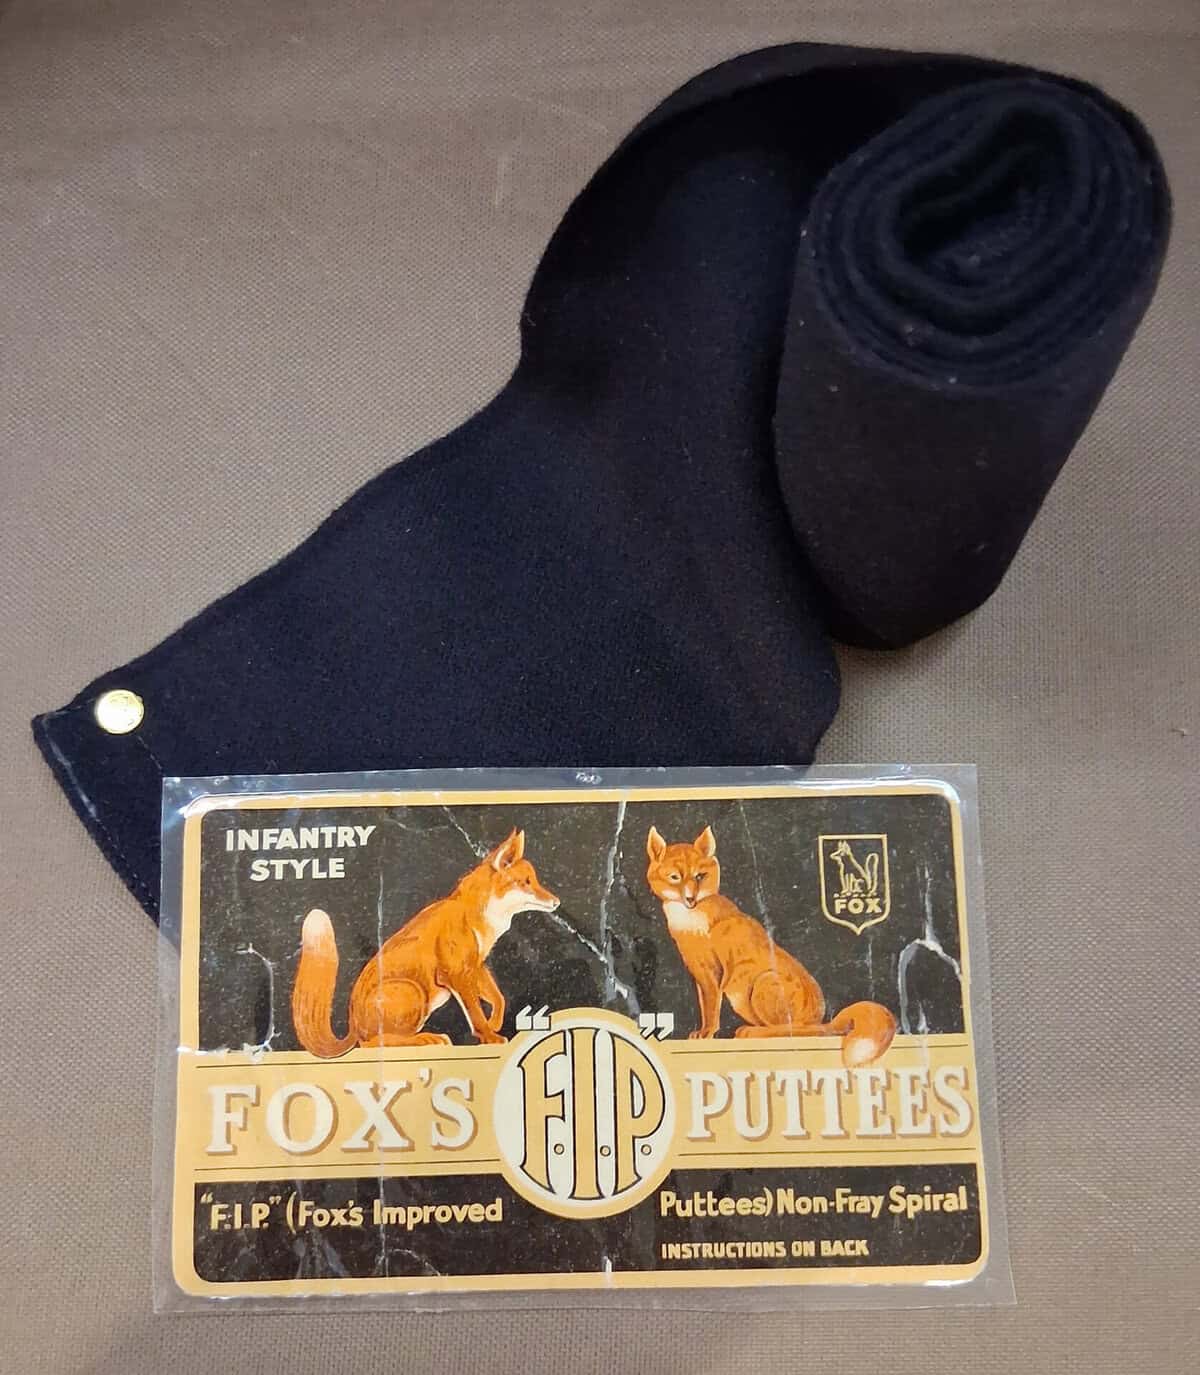 INFANTRY
STYLE
FOX
FOX'S "F.I.P." PUTTEES
"F.I.P." (Fox's Improved Puttees) Non-Fray Spiral
INSTRUCTIONS ON BACK